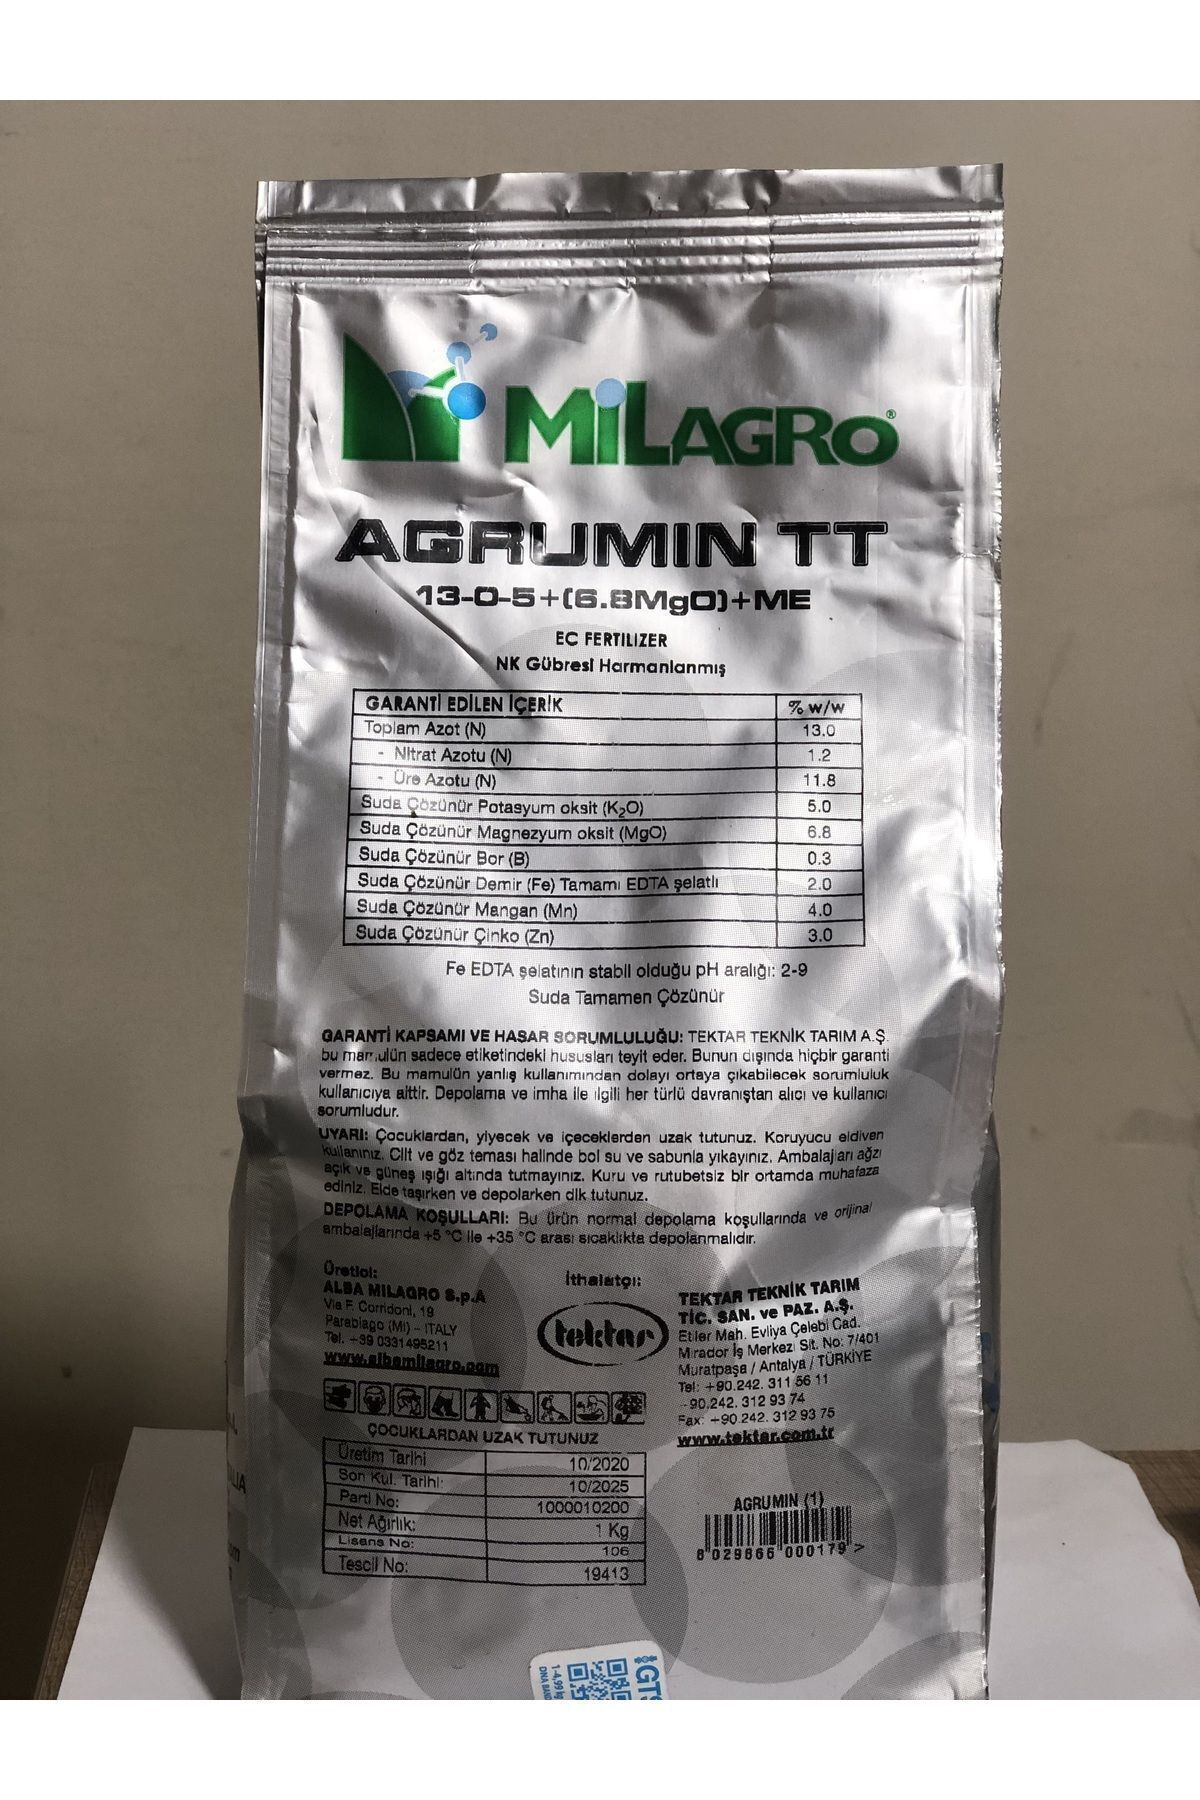 MiLAGRO®
AGRUMIN TT
13-0-5+(6.8MgO)+ME
EC FERTILIZER
NK Gübresi Harmanlanmış
GARANTİ EDİLEN İÇERİK % w/w
Toplam Azot (N) 13.0
- Nitrat Azotu (N) 1.2
- Üre Azotu (N) 11.8
Suda Çözünür Potasyum oksit (K₂O) 5.0
Suda Çözünür Magnezyum oksit (MgO) 6.8
Suda Çözünür Bor (B) 0.3
Suda Çözünür Demir (Fe) Tamamı EDTA şelatlı 2.0
Suda Çözünür Mangan (Mn) 4.0
Suda Çözünür Çinko (Zn) 3.0
Fe EDTA şelatının stabil olduğu pH aralığı: 2-9
Suda Tamamen Çözünür
GARANTİ KAPSAMI VE HASAR SORUMLULUĞU: TEKTAR TEKNİK TARIM A.Ş.
bu mamulün sadece etiketindeki hususları teyit eder. Bunun dışında hiçbir garanti
vermez. Bu mamulün yanlış kullanımından dolayı ortaya çıkabilecek sorumluluk
kullanıcıya aittir. Depolama ve imha ile ilgili her türlü davranıştan alıcı ve kullanıcı
sorumludur.
UYARI: Çocuklardan, yiyecek ve içeceklerden uzak tutunuz. Koruyucu eldiven
kullanınız. Cilt ve göz teması halinde bol su ve sabunla yıkayınız. Ambalajları ağzı
açık ve güneş ışığı altında tutmayınız. Kuru ve rutubetsiz bir ortamda muhafaza
ediniz. Elde taşırken ve depolarken dik tutunuz.
DEPOLAMA KOŞULLARI: Bu ürün normal depolama koşullarında ve orijinal
ambalajlarında +5 °C ile +35 °C arası sıcaklıkta depolanmalıdır.
Üretici:
ALBA MILAGRO S.p.A
Via F. Corridoni, 19
Parabiago (MI) - ITALY
Tel. +39 0331495211
www.albamilagro.com
İthalatçı:
tektar
TEKTAR TEKNİK TARIM
TİC. SAN. ve PAZ. A.Ş.
Etiler Mah. Evliya Çelebi Cad.
Mirador İş Merkezi Sit. No: 7/401
Muratpaşa / Antalya / TÜRKİYE
Tel: +90.242. 311 56 11
+90.242. 312 93 74
Fax: +90.242. 312 93 75
www.tektar.com.tr
ÇOCUKLARDAN UZAK TUTUNUZ
Üretim Tarihi 10/2020
Son Kul. Tarihi: 10/2025
Parti No: 1000010200
Net Ağırlık: 1 Kg
Lisans No: 106
Tescil No: 19413
AGRUMIN (1)
8 029866 000179 >
GTS
1-4,99 kg